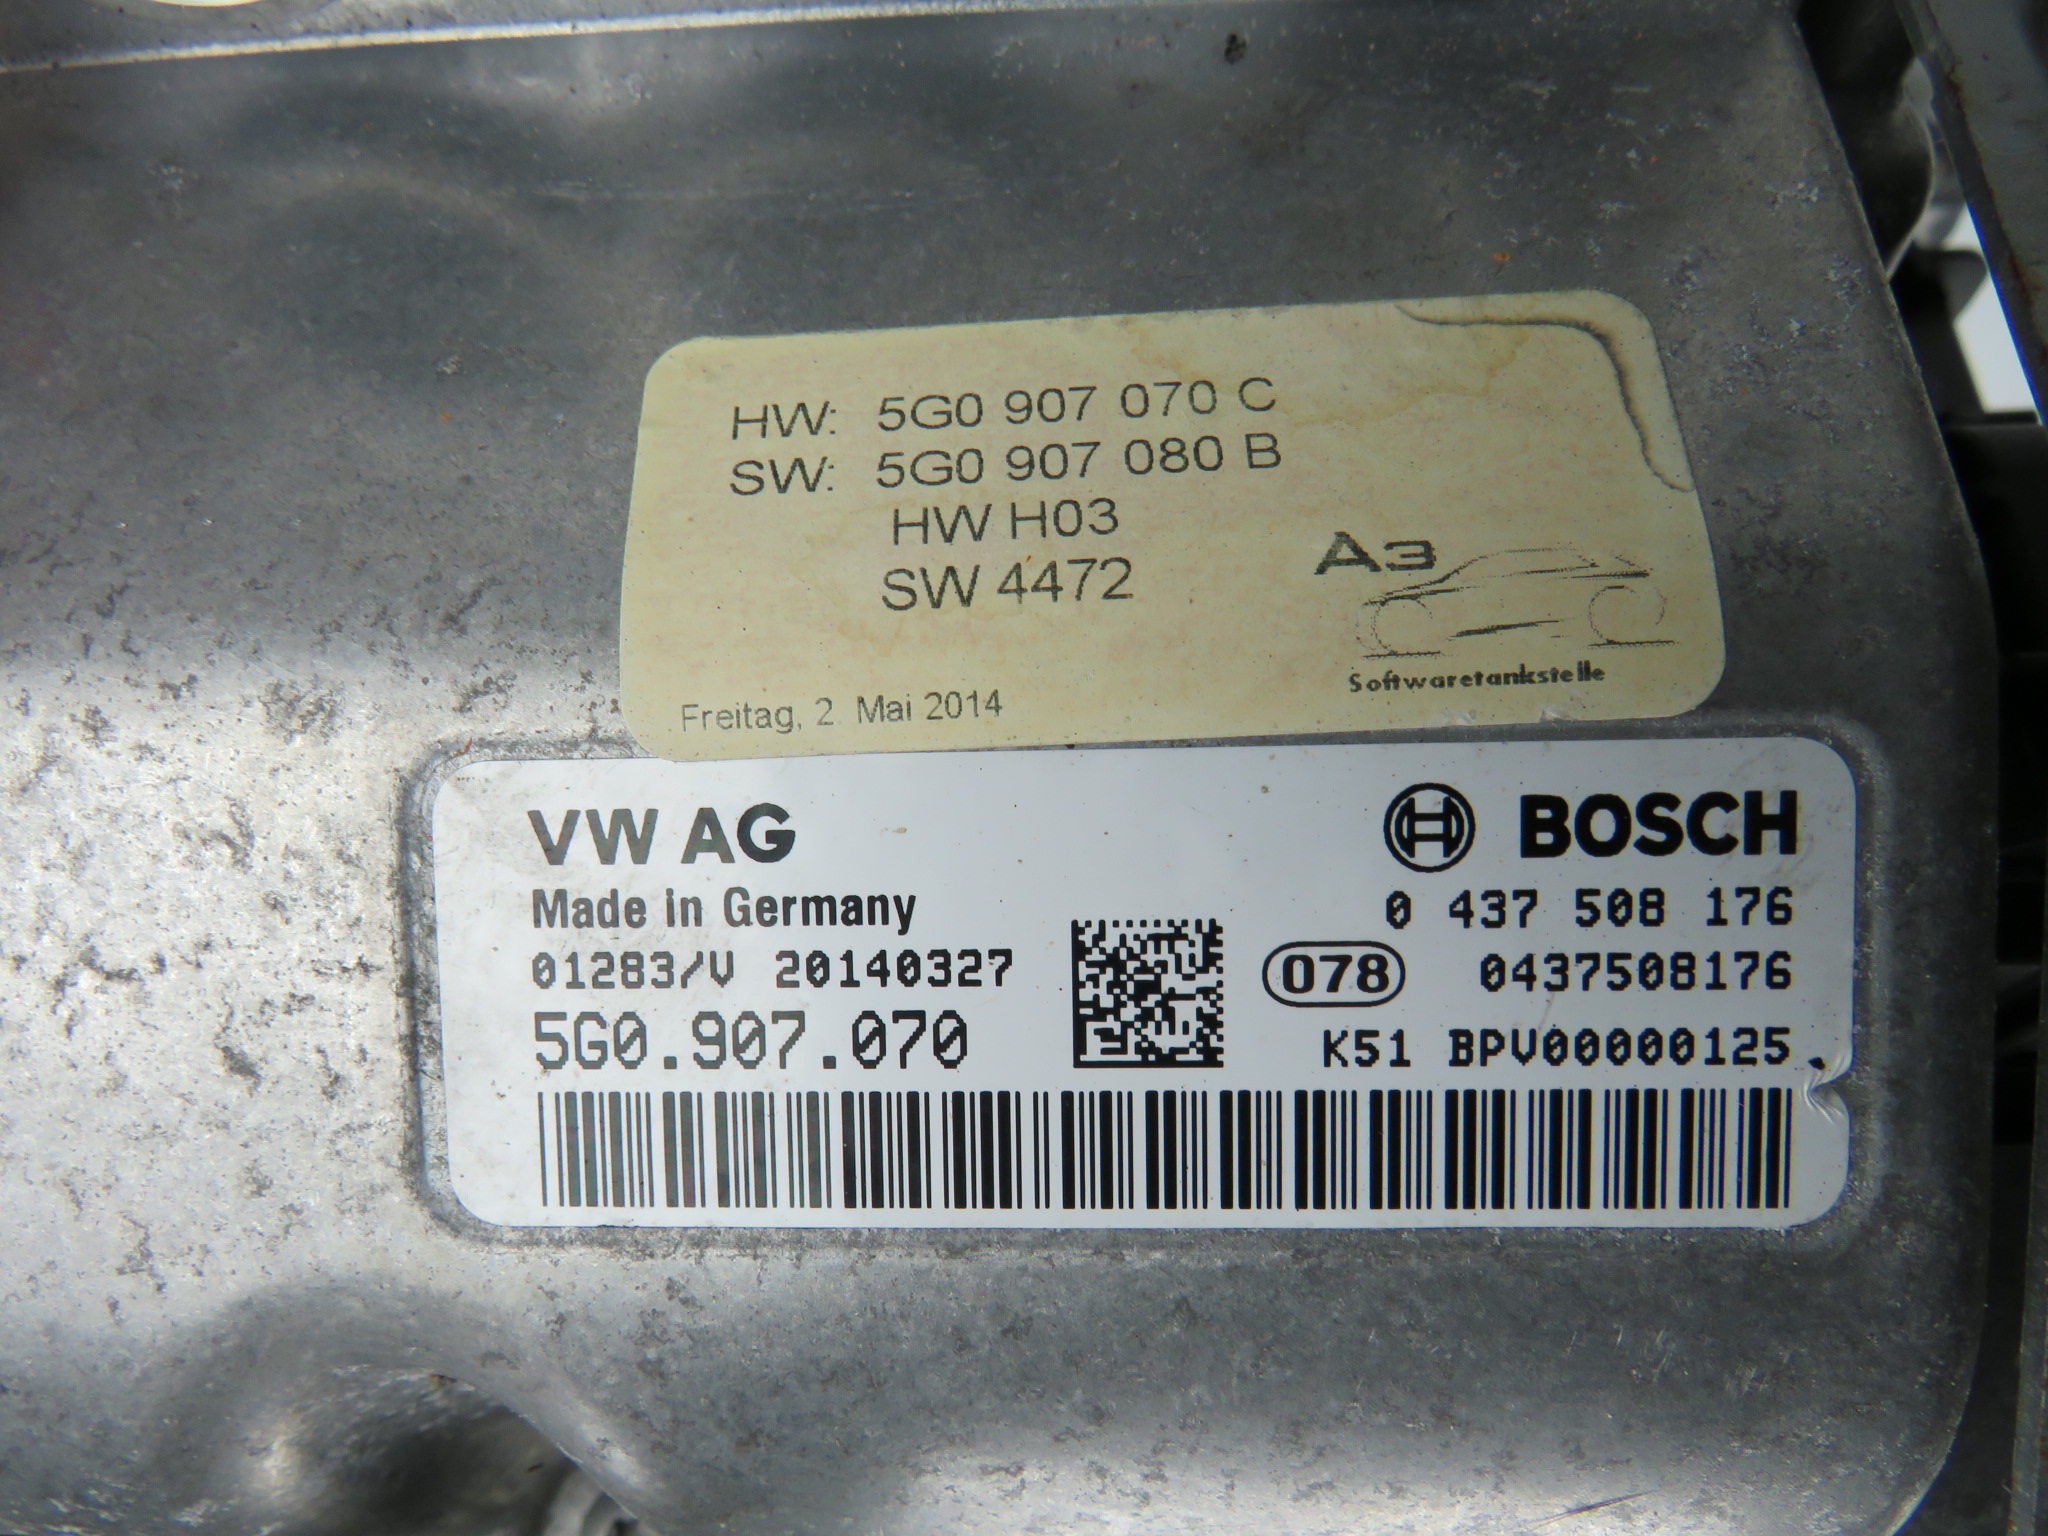 HW: 5G0 907 070 C
SW: 5G0 907 080 B
HW H03
SW 4472
A3
Softwaretankstelle
Freitag, 2. Mai 2014
VW AG
BOSCH
Made in Germany
0 437 508 176
01283/V 20140327
078
0437508176
5G0.907.070
K51 BPV00000125